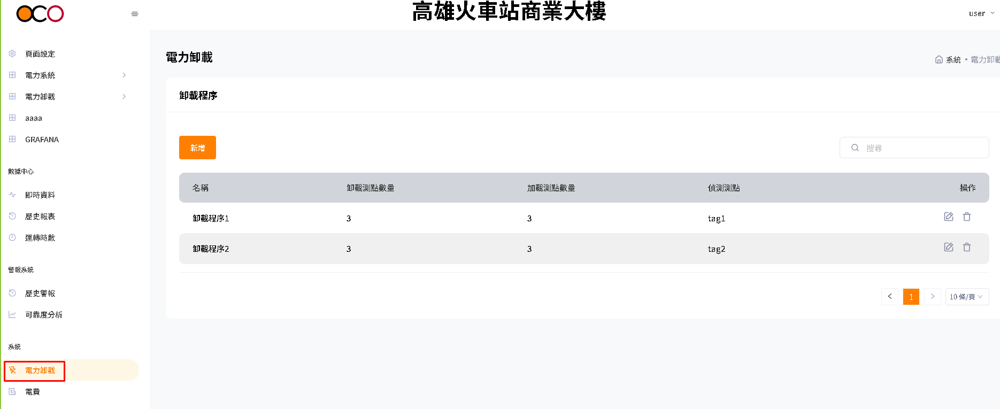 oco
高雄火車站商業大樓
user
頁面設定
電力系統
電力卸載
aaaa
GRAFANA
數據中心
即時資料
歷史報表
運轉時數
警報系統
歷史警報
可靠度分析
系統
電力卸載
電費
電力卸載
系統 • 電力卸載
卸載程序
新增
搜尋
名稱 卸載測點數量 加載測點數量 偵測測點 操作
卸載程序1 3 3 tag1
卸載程序2 3 3 tag2
< 1 > 10 條/頁